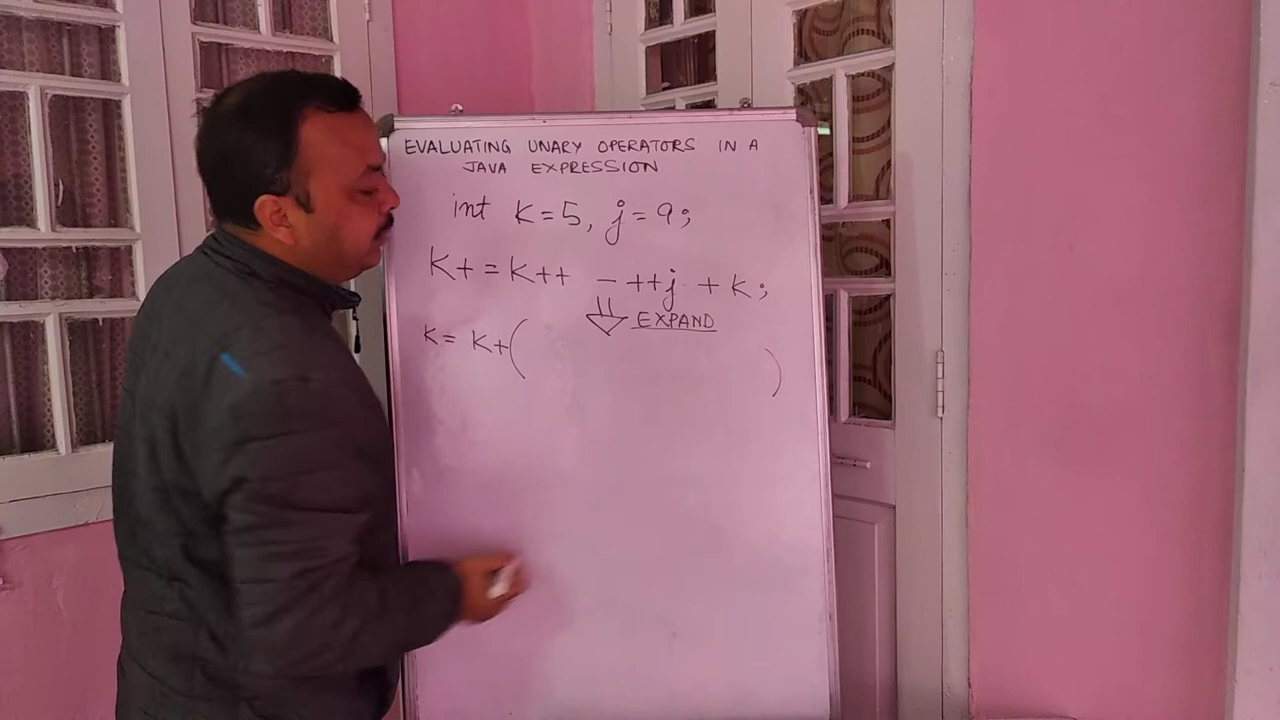 EVALUATING UNARY OPERATORS IN A
JAVA EXPRESSION
int K=5, j=9;
K+=K++ - ++j + k;
EXPAND
K= K+( )